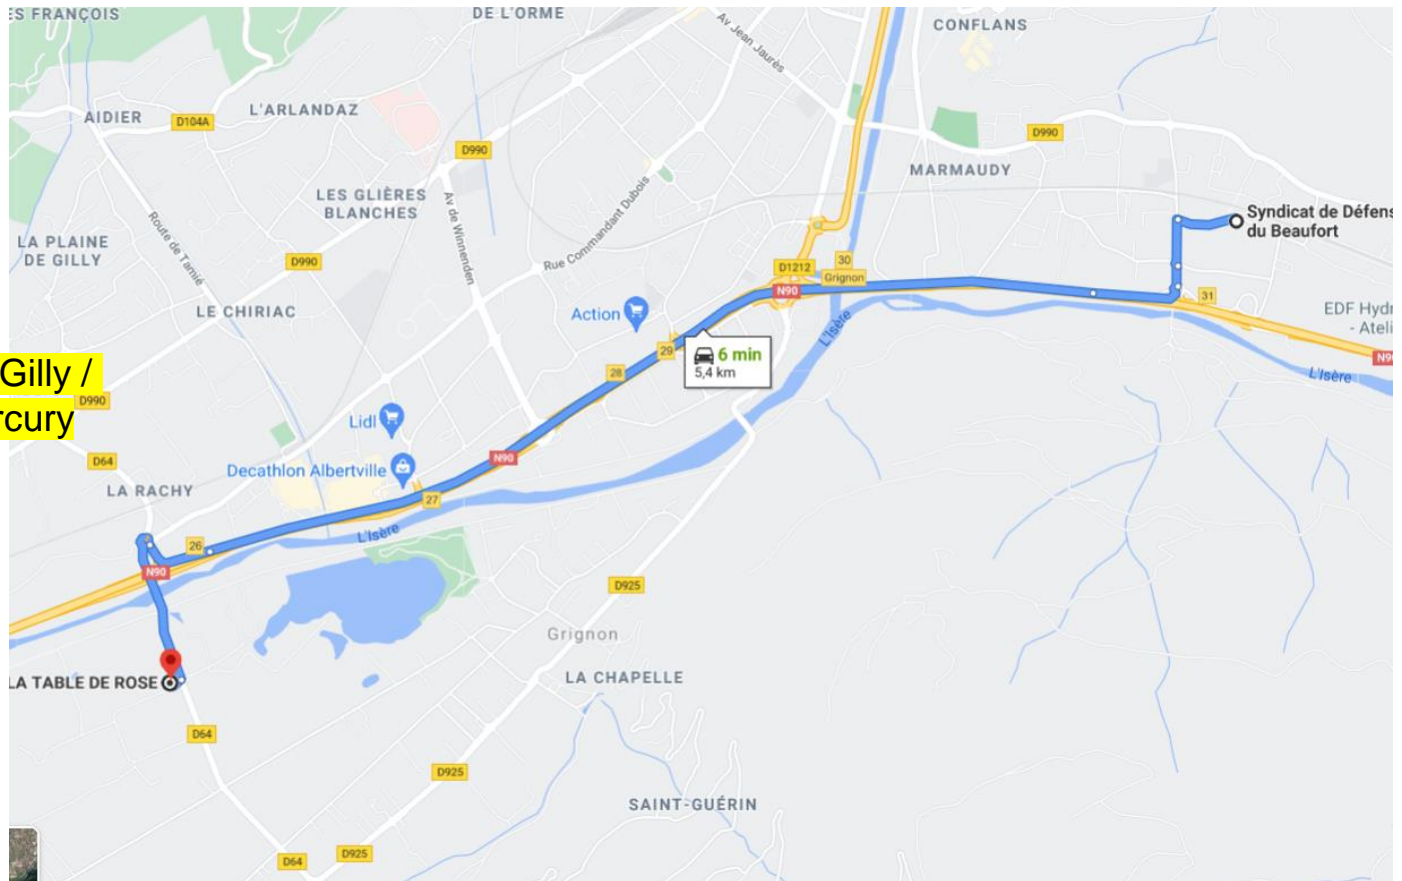 ES FRANÇOIS
DE L'ORME
Av Jean Jaurès
CONFLANS
AIDIER
D104A
L'ARLANDAZ
D990
D990
MARMAUDY
LES GLIÈRES
BLANCHES
Av de Winnenden
Rue Commandant Dubois
Route de Tamié
LA PLAINE
DE GILLY
D990
Syndicat de Défens
du Beaufort
D1212
30
Grignon
N90
31
LE CHIRIAC
Action
29
28
6 min
5,4 km
L'Isère
EDF Hydr
- Ateli
N90
L'Isère
Gilly /
rcury
D990
Lidl
D64
Decathlon Albertville
N90
LA RACHY
27
26
L'Isère
N90
D925
Grignon
LA TABLE DE ROSE
LA CHAPELLE
D64
D925
SAINT-GUÉRIN
D64
D925